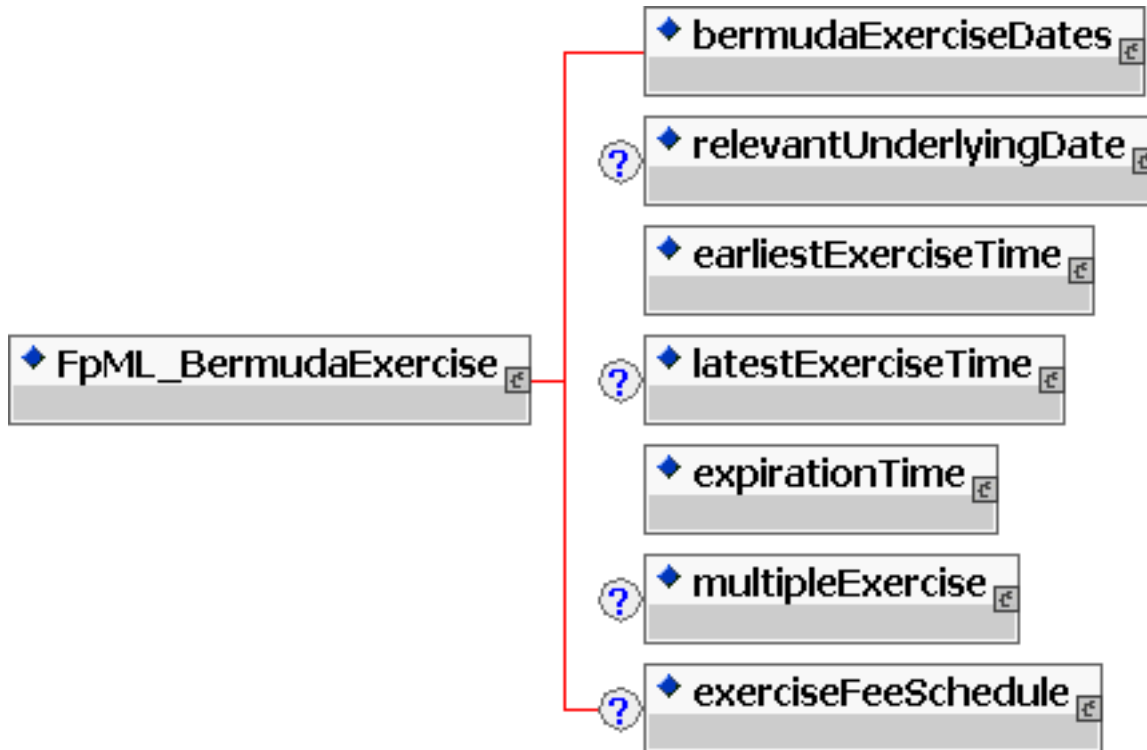 bermudaExerciseDates
?
relevantUnderlyingDate
earliestExerciseTime
FpML_BermudaExercise
?
latestExerciseTime
expirationTime
?
multipleExercise
?
exerciseFeeSchedule